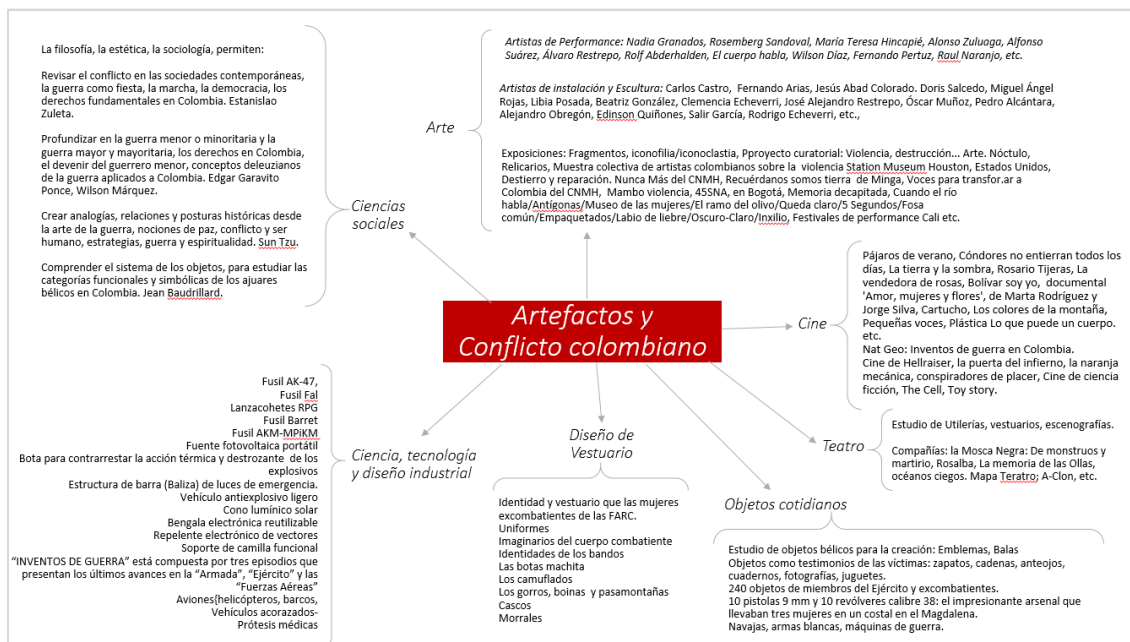 La filosofía, la estética, la sociología, permiten:
Revisar el conflicto en las sociedades contemporáneas,
la guerra como fiesta, la marcha, la democracia, los
derechos fundamentales en Colombia. Estanislao
Zuleta.
Profundizar en la guerra menor o minoritaria y la
guerra mayor y mayoritaria, los derechos en Colombia,
el devenir del guerrero menor, conceptos deleuzianos
de la guerra aplicados a Colombia. Edgar Garavito
Ponce, Wilson Márquez.
Crear analogías, relaciones y posturas históricas desde
la arte de la guerra, nociones de paz, conflicto y ser
humano, estrategias, guerra y espiritualidad. Sun Tzu.
Comprender el sistema de los objetos, para estudiar las
categorías funcionales y simbólicas de los ajuares
bélicos en Colombia. Jean Baudrillard.
Ciencias
sociales
Arte
Artistas de Performance: Nadia Granados, Rosemberg Sandoval, María Teresa Hincapié, Alonso Zuluaga, Alfonso
Suárez, Álvaro Restrepo, Rolf Abderhalden, El cuerpo habla, Wilson Díaz, Fernando Pertuz, Raul Naranjo, etc.
Artistas de instalación y Escultura: Carlos Castro,  Fernando Arias, Jesús Abad Colorado. Doris Salcedo, Miguel Ángel
Rojas, Libia Posada, Beatriz González, Clemencia Echeverri, José Alejandro Restrepo, Óscar Muñoz, Pedro Alcántara,
Alejandro Obregón, Edinson Quiñones, Salir García, Rodrigo Echeverri, etc.,
Exposiciones: Fragmentos, iconofilia/iconoclastia, Pproyecto curatorial: Violencia, destrucción... Arte. Nóctulo,
Relicarios, Muestra colectiva de artistas colombianos sobre la  violencia Station Museum Houston, Estados Unidos,
Destierro y reparación. Nunca Más del CNMH, Recuérdanos somos tierra  de Minga, Voces para transfor.ar a
Colombia del CNMH,  Mambo violencia, 45SNA, en Bogotá, Memoria decapitada, Cuando el río
habla/Antígonas/Museo de las mujeres/El ramo del olivo/Queda claro/5 Segundos/Fosa
común/Empaquetados/Labio de liebre/Oscuro-Claro/Inxilio, Festivales de performance Cali etc.
Artefactos y
Conflicto colombiano
Cine
Pájaros de verano, Cóndores no entierran todos los
días, La tierra y la sombra, Rosario Tijeras, La
vendedora de rosas, Bolívar soy yo,  documental
'Amor, mujeres y flores', de Marta Rodríguez y
Jorge Silva, Cartucho, Los colores de la montaña,
Pequeñas voces, Plástica Lo que puede un cuerpo.
etc.
Nat Geo: Inventos de guerra en Colombia.
Cine de Hellraiser, la puerta del infierno, la naranja
mecánica, conspiradores de placer, Cine de ciencia
ficción, The Cell, Toy story.
Teatro
Estudio de Utilerías, vestuarios, escenografías.
Compañías: la Mosca Negra: De monstruos y
martirio, Rosalba, La memoria de las Ollas,
océanos ciegos. Mapa Teratro; A-Clon, etc.
Fusil AK-47,
Fusil Fal
Lanzacohetes RPG
Fusil Barret
Fusil AKM-MPiKM
Fuente fotovoltaica portátil
Bota para contrarrestar la acción térmica y destrozante  de los
explosivos
Estructura de barra (Baliza) de luces de emergencia.
Vehículo antiexplosivo ligero
Cono lumínico solar
Bengala electrónica reutilizable
Repelente electrónico de vectores
Soporte de camilla funcional
"INVENTOS DE GUERRA" está compuesta por tres episodios que
presentan los últimos avances en la "Armada", "Ejército" y las
"Fuerzas Aéreas"
Aviones{helicópteros, barcos,
Vehículos acorazados-
Prótesis médicas
Ciencia, tecnología
y diseño industrial
Diseño de
Vestuario
Identidad y vestuario que las mujeres
excombatientes de las FARC.
Uniformes
Imaginarios del cuerpo combatiente
Identidades de los bandos
Las botas machita
Los camuflados
Los gorros, boinas  y pasamontañas
Cascos
Morrales
Objetos cotidianos
Estudio de objetos bélicos para la creación: Emblemas, Balas
Objetos como testimonios de las víctimas: zapatos, cadenas, anteojos,
cuadernos, fotografías, juguetes.
240 objetos de miembros del Ejército y excombatientes.
10 pistolas 9 mm y 10 revólveres calibre 38: el impresionante arsenal que
llevaban tres mujeres en un costal en el Magdalena.
Navajas, armas blancas, máquinas de guerra.